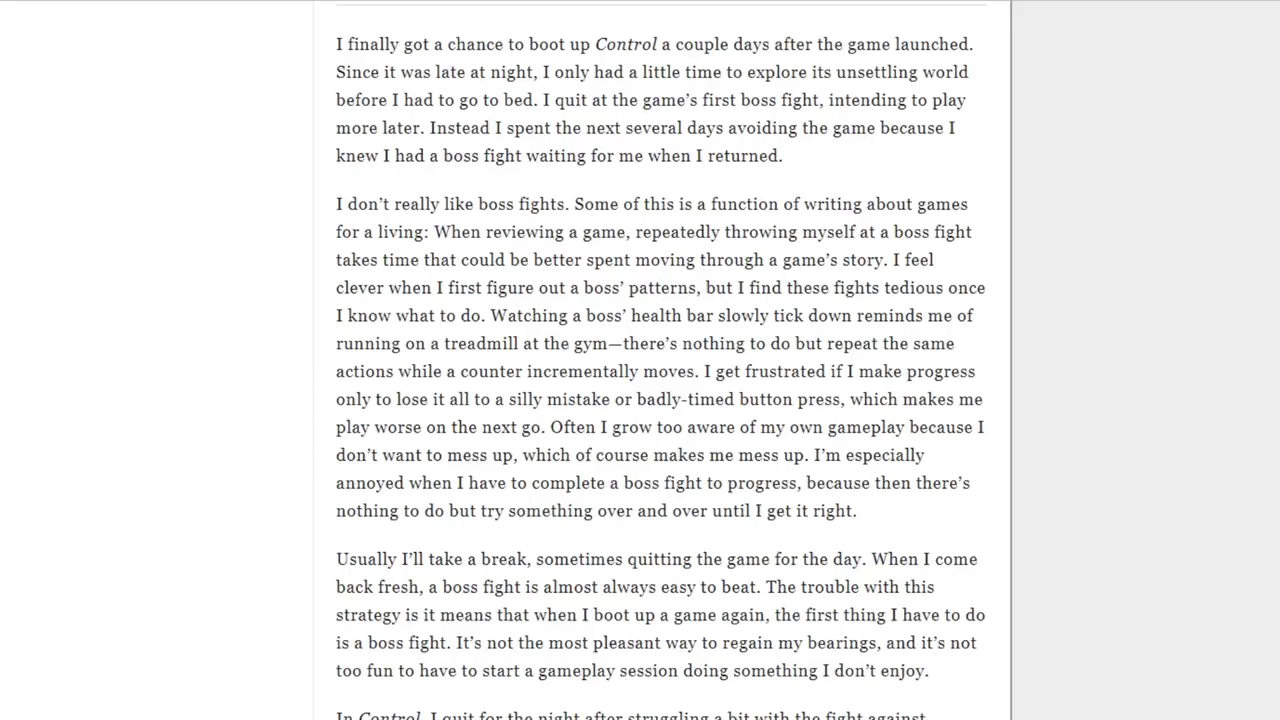 I finally got a chance to boot up Control a couple days after the game launched.
Since it was late at night, I only had a little time to explore its unsettling world
before I had to go to bed. I quit at the game’s first boss fight, intending to play
more later. Instead I spent the next several days avoiding the game because I
knew I had a boss fight waiting for me when I returned.
I don’t really like boss fights. Some of this is a function of writing about games
for a living: When reviewing a game, repeatedly throwing myself at a boss fight
takes time that could be better spent moving through a game’s story. I feel
clever when I first figure out a boss’ patterns, but I find these fights tedious once
I know what to do. Watching a boss’ health bar slowly tick down reminds me of
running on a treadmill at the gym—there’s nothing to do but repeat the same
actions while a counter incrementally moves. I get frustrated if I make progress
only to lose it all to a silly mistake or badly-timed button press, which makes me
play worse on the next go. Often I grow too aware of my own gameplay because I
don’t want to mess up, which of course makes me mess up. I’m especially
annoyed when I have to complete a boss fight to progress, because then there’s
nothing to do but try something over and over until I get it right.
Usually I’ll take a break, sometimes quitting the game for the day. When I come
back fresh, a boss fight is almost always easy to beat. The trouble with this
strategy is it means that when I boot up a game again, the first thing I have to do
is a boss fight. It’s not the most pleasant way to regain my bearings, and it’s not
too fun to have to start a gameplay session doing something I don’t enjoy.
In Control, I quit for the night after struggling a bit with the fight against